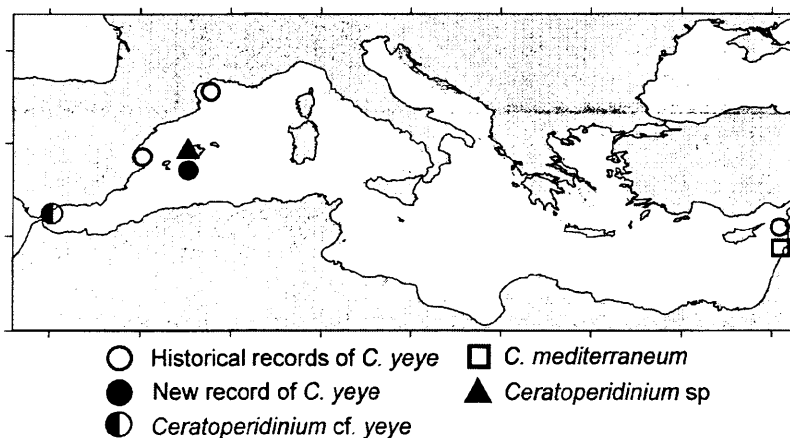 Historical records of C. yeye
C. mediterraneum
New record of C. yeye
Ceratoperidinium sp
Ceratoperidinium cf. yeye